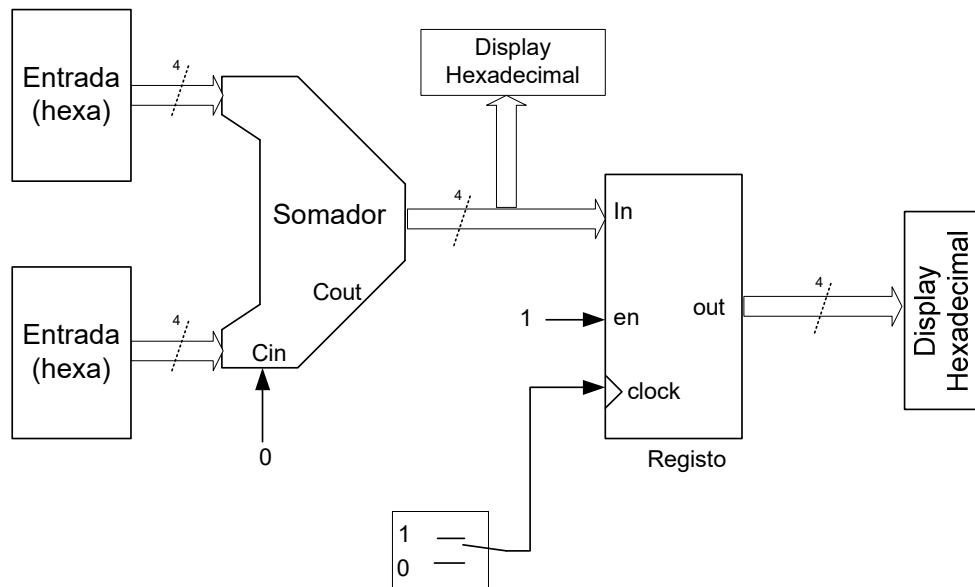 Entrada
(hexa)
4
Display
Hexadecimal
Somador
4
In
Entrada
(hexa)
4
Cout
Cin
0
1
en
out
4
Display
Hexadecimal
clock
Registo
1
0